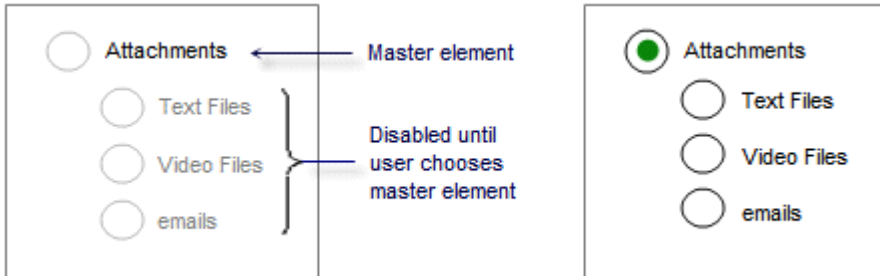 Attachments
Text Files
Video Files
emails
Master element
Disabled until
user chooses
master element
Attachments
Text Files
Video Files
emails